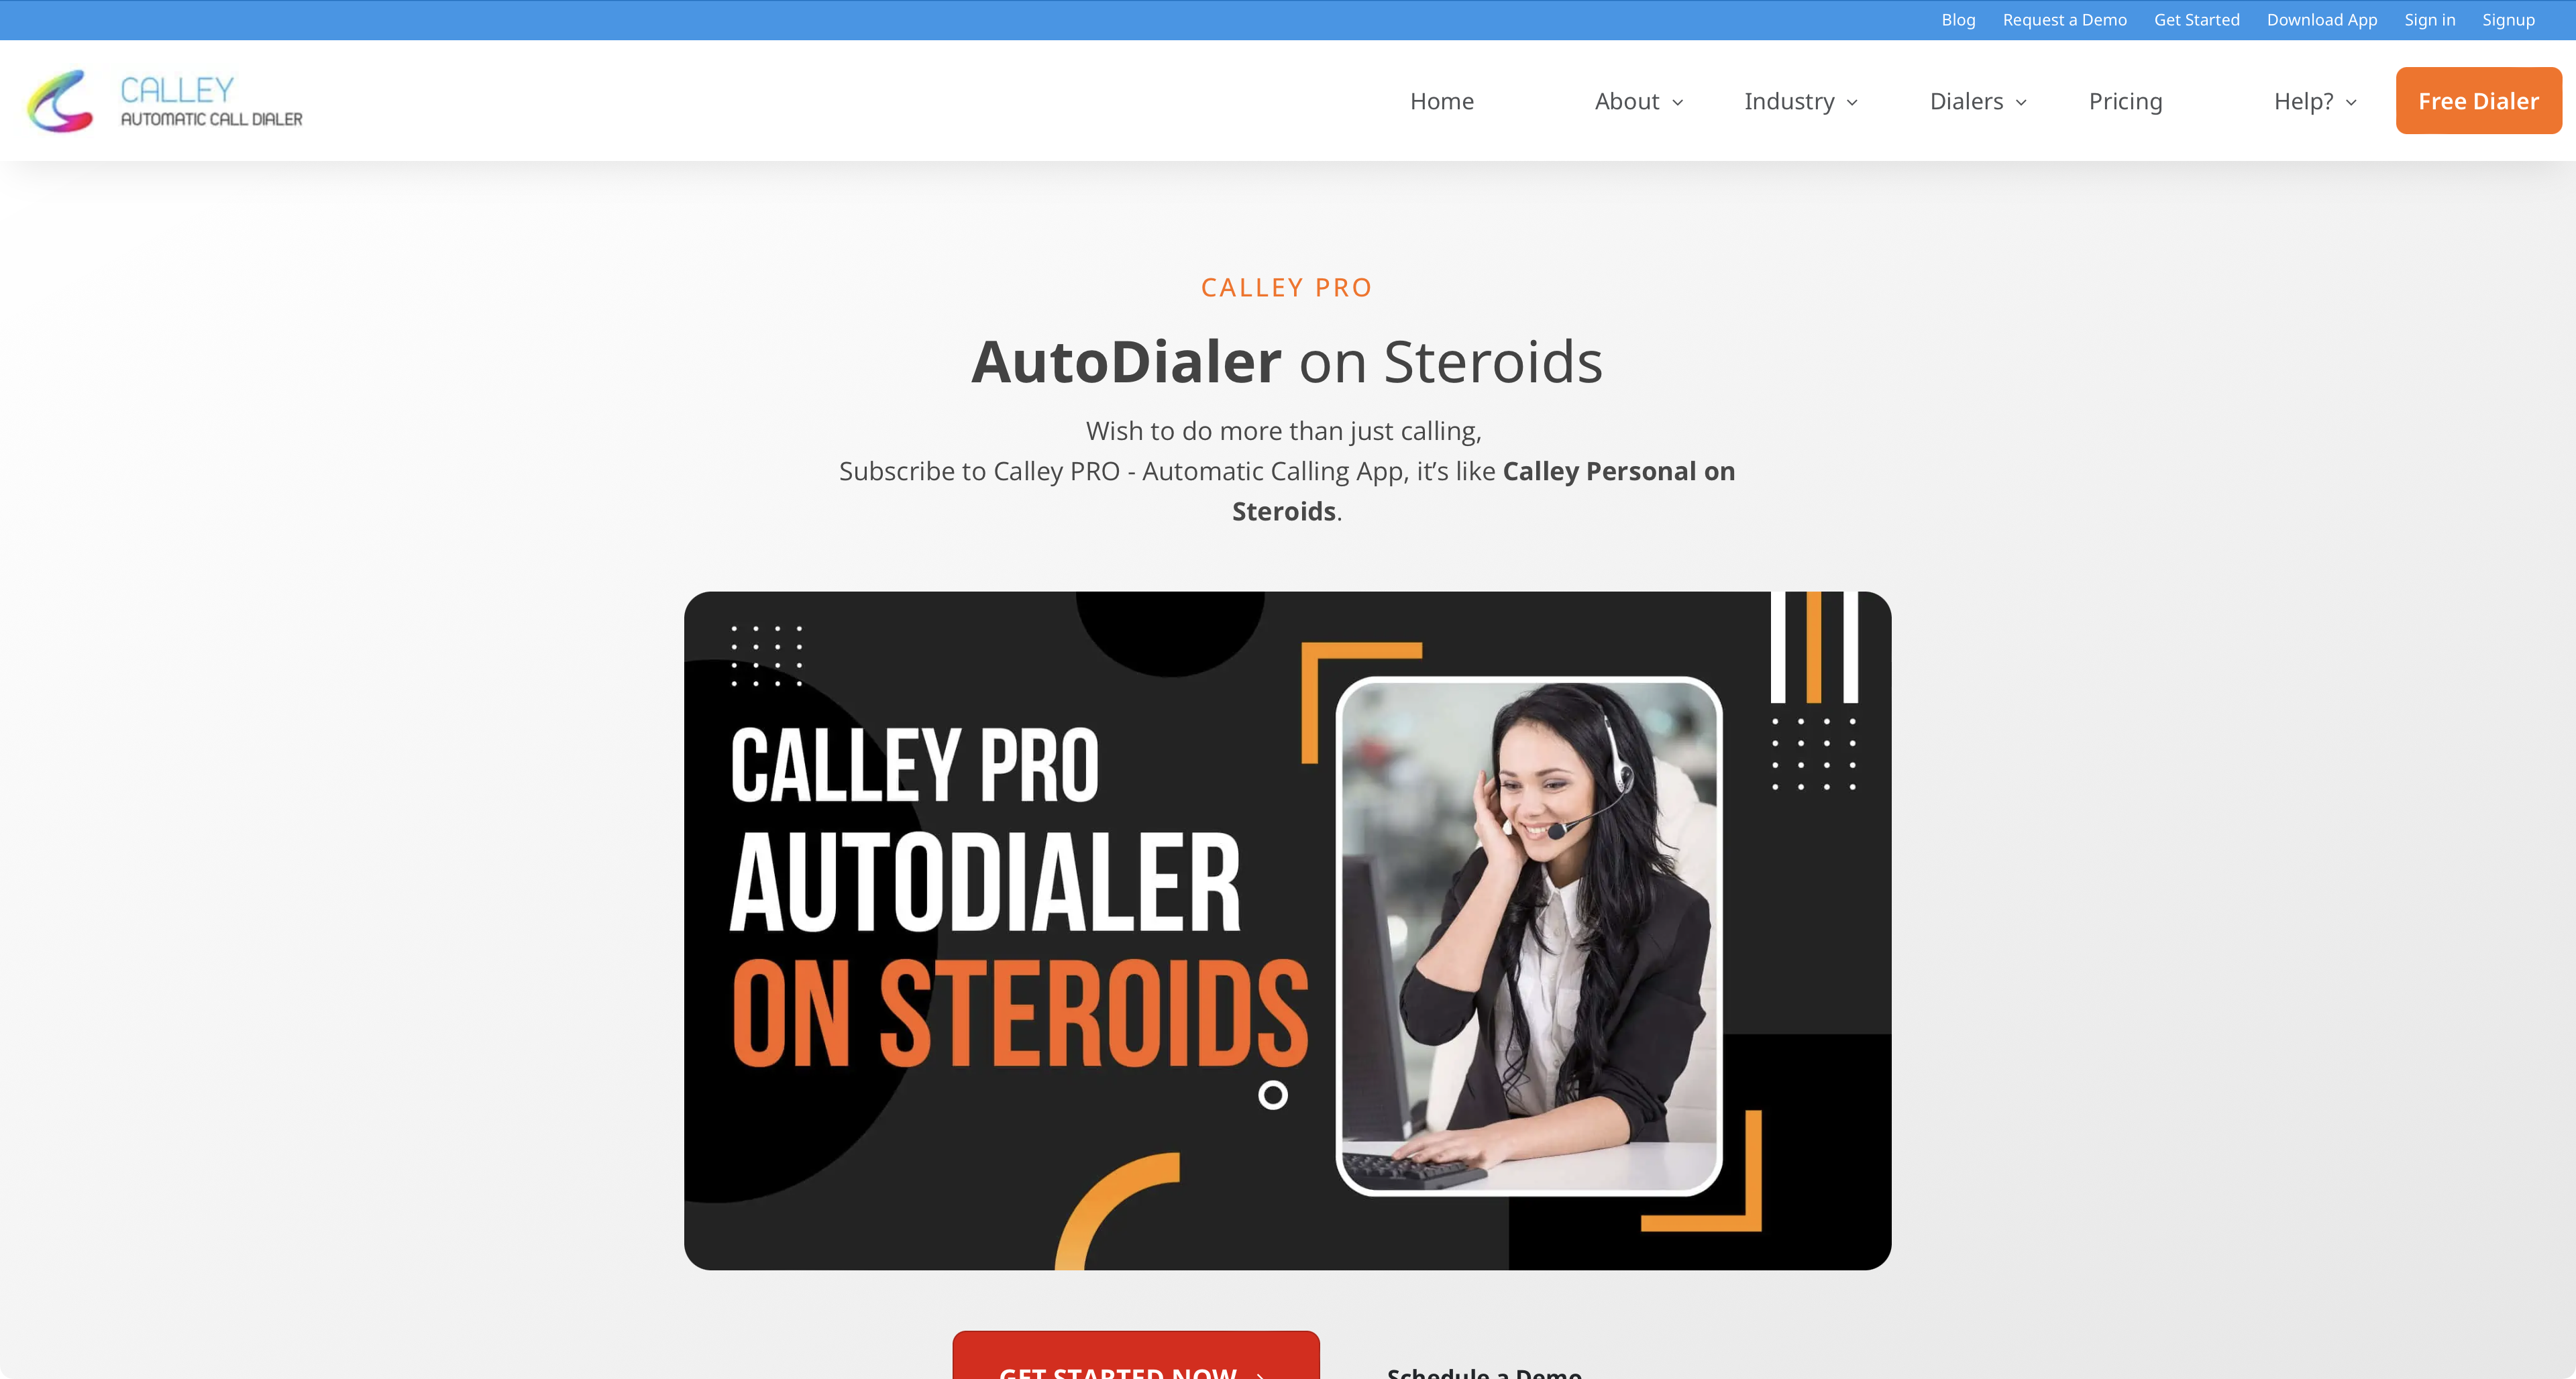 Blog Request a Demo Get Started Download App Sign in Signup
CALLEY
AUTOMATIC CALL DIALER
Home About Industry Dialers Pricing Help? Free Dialer
CALLEY PRO
AutoDialer on Steroids
Wish to do more than just calling,
Subscribe to Calley PRO - Automatic Calling App, it’s like Calley Personal on
Steroids.
CALLEY PRO
AUTODIALER
ON STEROIDS
GET STARTED NOW
Schedule a Demo